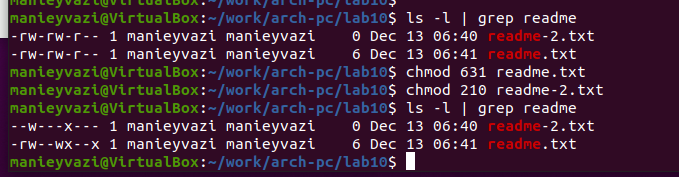 manieyvazi@VirtualBox:~/work/arch-pc/lab10$ ls -l | grep readme
-rw-rw-r-- 1 manieyvazi manieyvazi    0 Dec 13 06:40 readme-2.txt
-rw-rw-r-- 1 manieyvazi manieyvazi    6 Dec 13 06:41 readme.txt
manieyvazi@VirtualBox:~/work/arch-pc/lab10$ chmod 631 readme.txt
manieyvazi@VirtualBox:~/work/arch-pc/lab10$ chmod 210 readme-2.txt
manieyvazi@VirtualBox:~/work/arch-pc/lab10$ ls -l | grep readme
--w---x--- 1 manieyvazi manieyvazi    0 Dec 13 06:40 readme-2.txt
-rw--wx--x 1 manieyvazi manieyvazi    6 Dec 13 06:41 readme.txt
manieyvazi@VirtualBox:~/work/arch-pc/lab10$